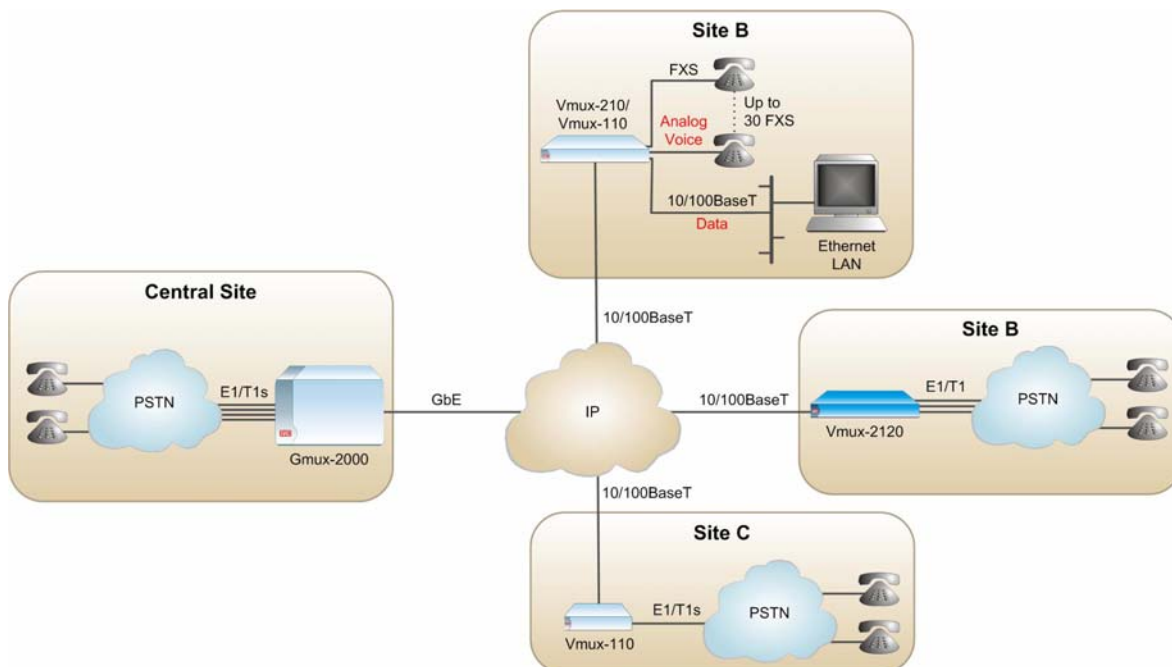 Site B
FXS
Vmux-210/
Vmux-110
Analog
Voice
Up to
30 FXS
10/100BaseT
Data
Ethernet
LAN
Central Site
PSTN
E1/T1s
Gmux-2000
GbE
10/100BaseT
IP
10/100BaseT
Site B
E1/T1
PSTN
Vmux-2120
10/100BaseT
Site C
E1/T1s
PSTN
Vmux-110